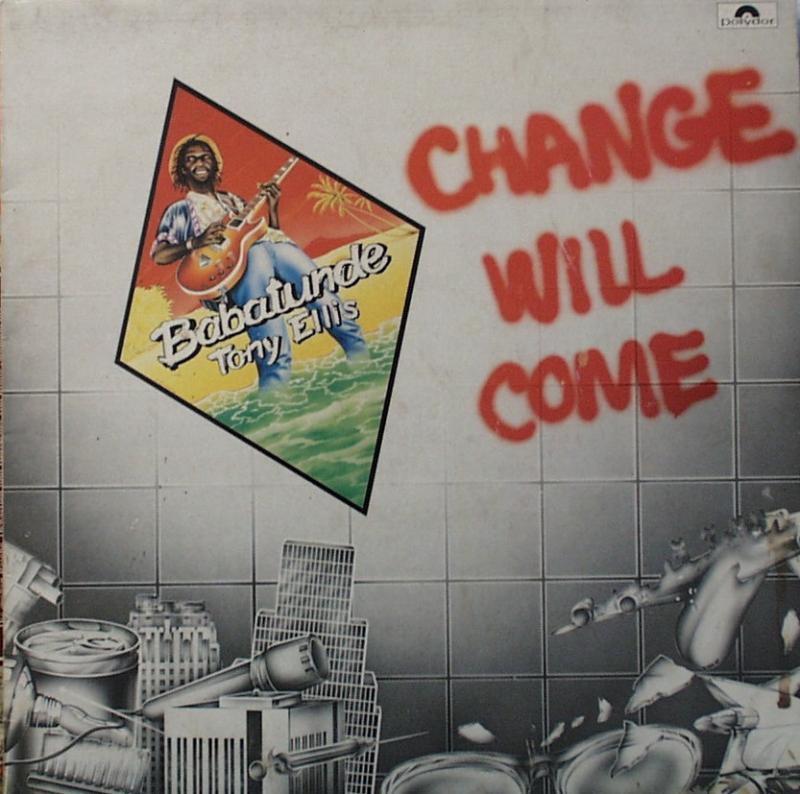 Polydor
CHANGE
WILL
COME
Babatunde
Tony Ellis